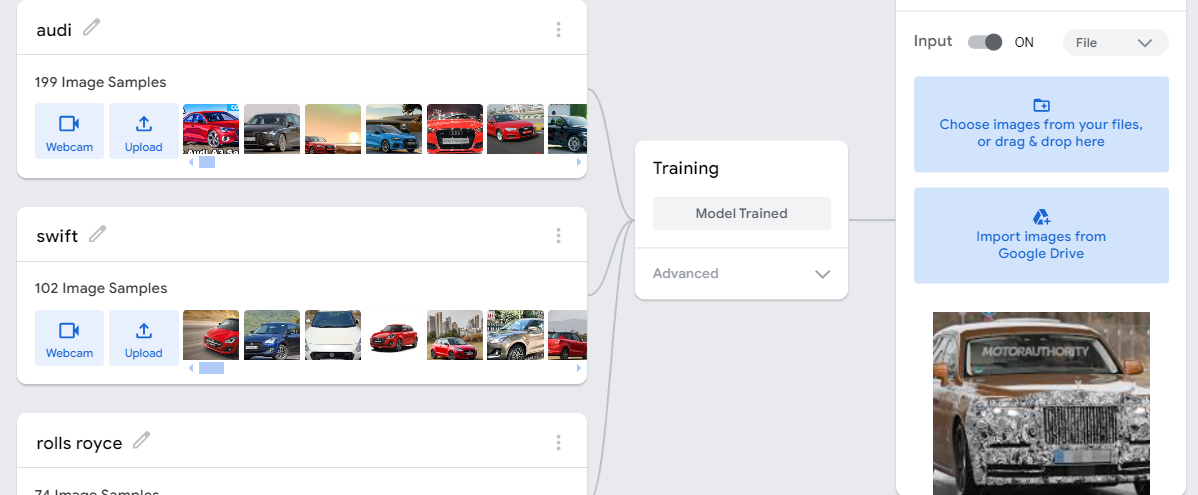 audi
199 Image Samples
Webcam
Upload
swift
102 Image Samples
Webcam
Upload
rolls royce
74 Image Samples
Training
Model Trained
Advanced
Input
ON
File
Choose images from your files,
or drag & drop here
Import images from
Google Drive
MOTORAUTHORITY